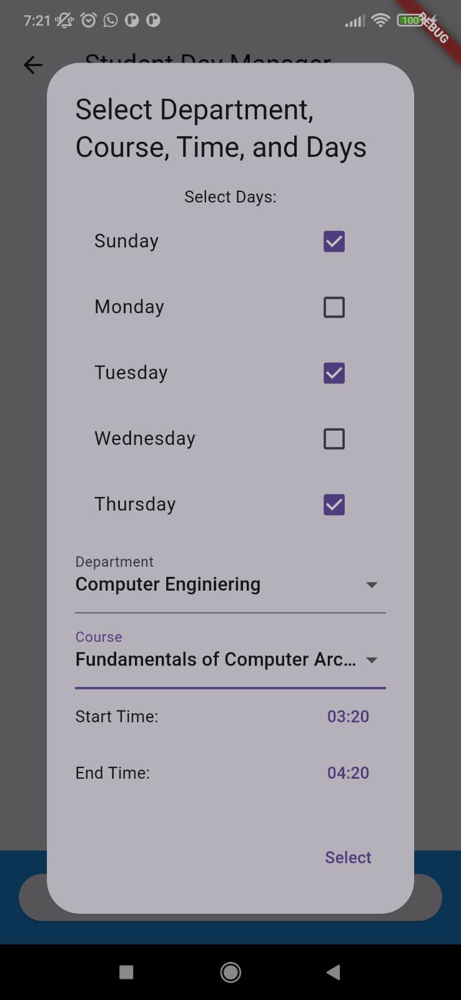 7:21
100
DEBUG
Student Day Manager
Select Department,
Course, Time, and Days
Select Days:
Sunday
Monday
Tuesday
Wednesday
Thursday
Department
Computer Enginiering
Course
Fundamentals of Computer Arc...
Start Time: 03:20
End Time: 04:20
Select